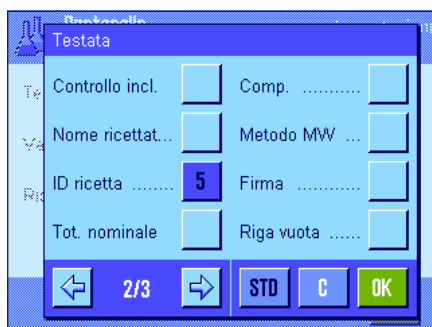 Testata
Controllo incl.
Comp. ...........
Nome ricettat...
Metodo MW ...
ID ricetta ........ 5
Firma ............
Tot. nominale
Riga vuota ......
2/3
STD
C
OK